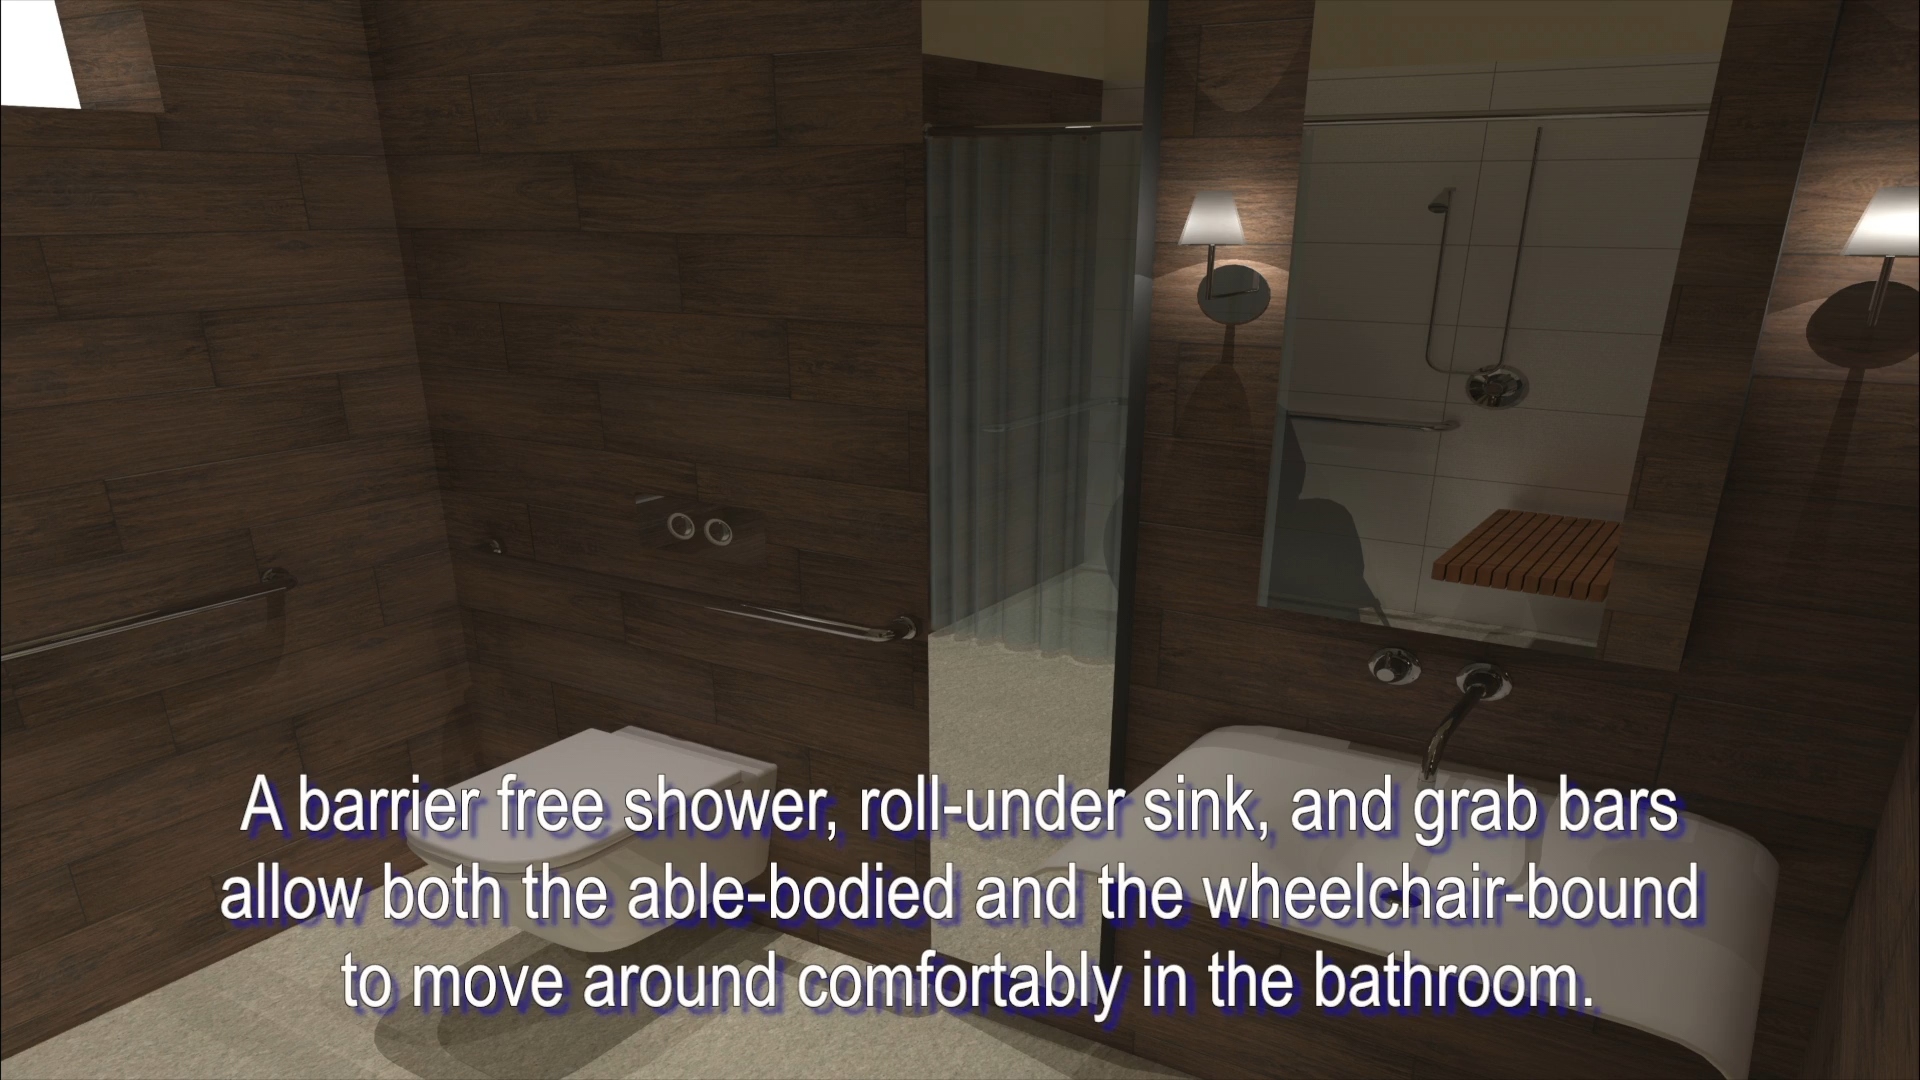 A barrier free shower, roll-under sink, and grab bars
allow both the able-bodied and the wheelchair-bound
to move around comfortably in the bathroom.